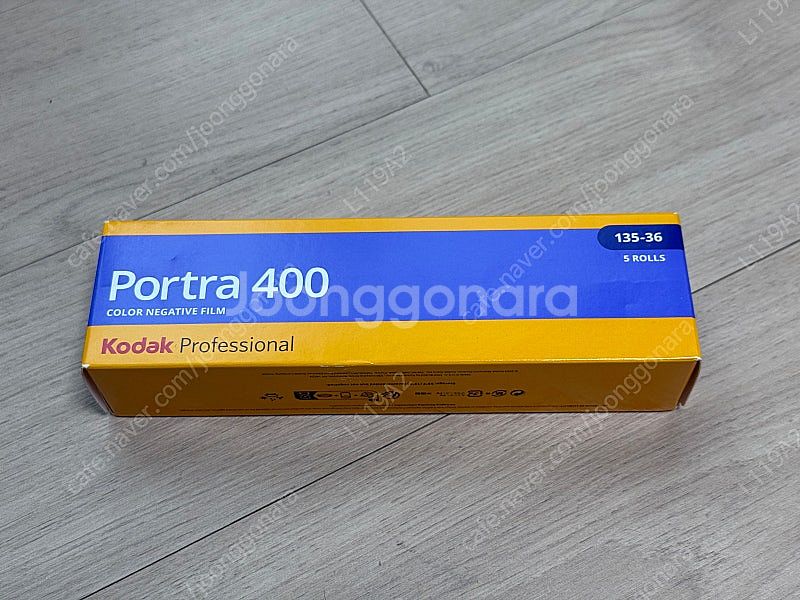 135-36
5 ROLLS
Portra 400
COLOR NEGATIVE FILM
Kodak Professional
Joonggonara
cafe.naver.com/joonggonara
L119A2